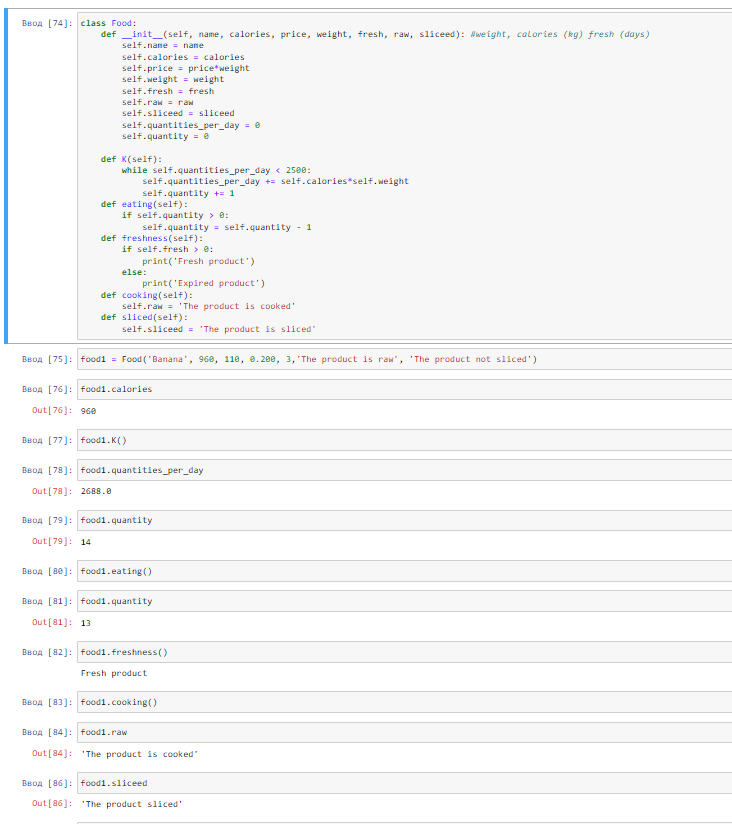 Ввод [74]: class Food:
    def __init__(self, name, calories, price, weight, fresh, raw, sliceed): #weight, calories (kg) fresh (days)
        self.name = name
        self.calories = calories
        self.price = price*weight
        self.weight = weight
        self.fresh = fresh
        self.raw = raw
        self.sliceed = sliceed
        self.quantities_per_day = 0
        self.quantity = 0
    def K(self):
        while self.quantities_per_day < 2500:
            self.quantities_per_day += self.calories*self.weight
            self.quantity += 1
    def eating(self):
        if self.quantity > 0:
            self.quantity = self.quantity - 1
    def freshness(self):
        if self.fresh > 0:
            print('Fresh product')
        else:
            print('Expired product')
    def cooking(self):
        self.raw = 'The product is cooked'
    def sliced(self):
        self.sliceed = 'The product is sliced'
Ввод [75]: food1 = Food('Banana', 960, 110, 0.200, 3,'The product is raw', 'The product not sliced')
Ввод [76]: food1.calories
Out[76]: 960
Ввод [77]: food1.K()
Ввод [78]: food1.quantities_per_day
Out[78]: 2688.0
Ввод [79]: food1.quantity
Out[79]: 14
Ввод [80]: food1.eating()
Ввод [81]: food1.quantity
Out[81]: 13
Ввод [82]: food1.freshness()
Fresh product
Ввод [83]: food1.cooking()
Ввод [84]: food1.raw
Out[84]: 'The product is cooked'
Ввод [86]: food1.sliceed
Out[86]: 'The product sliced'